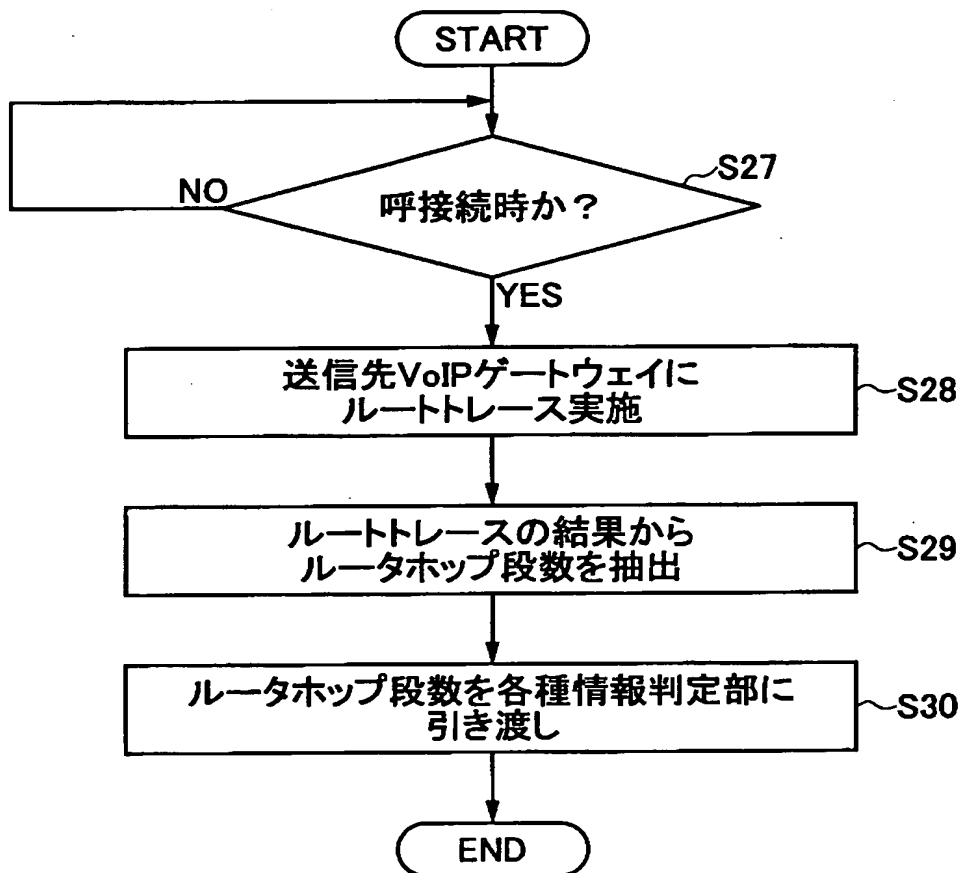 START
S27
NO
呼接続時か？
YES
送信先VoIPゲートウェイに
ルートトレース実施
S28
ルートトレースの結果から
ルータホップ段数を抽出
S29
ルータホップ段数を各種情報判定部に
引き渡し
S30
END